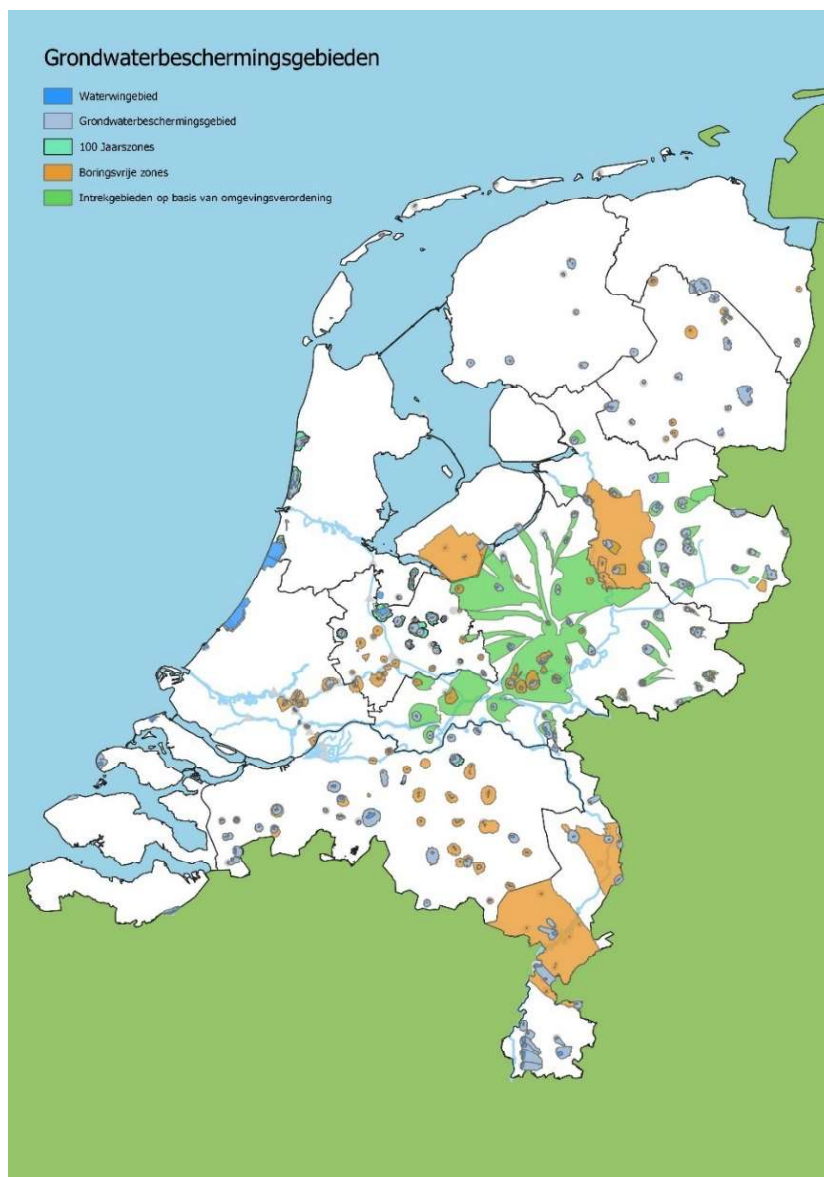 Grondwaterbeschermingsgebieden
Waterwingebied
Grondwaterbeschermingsgebied
100 Jaarszones
Boringsvrije zones
Intrekgebieden op basis van omgevingsverordening